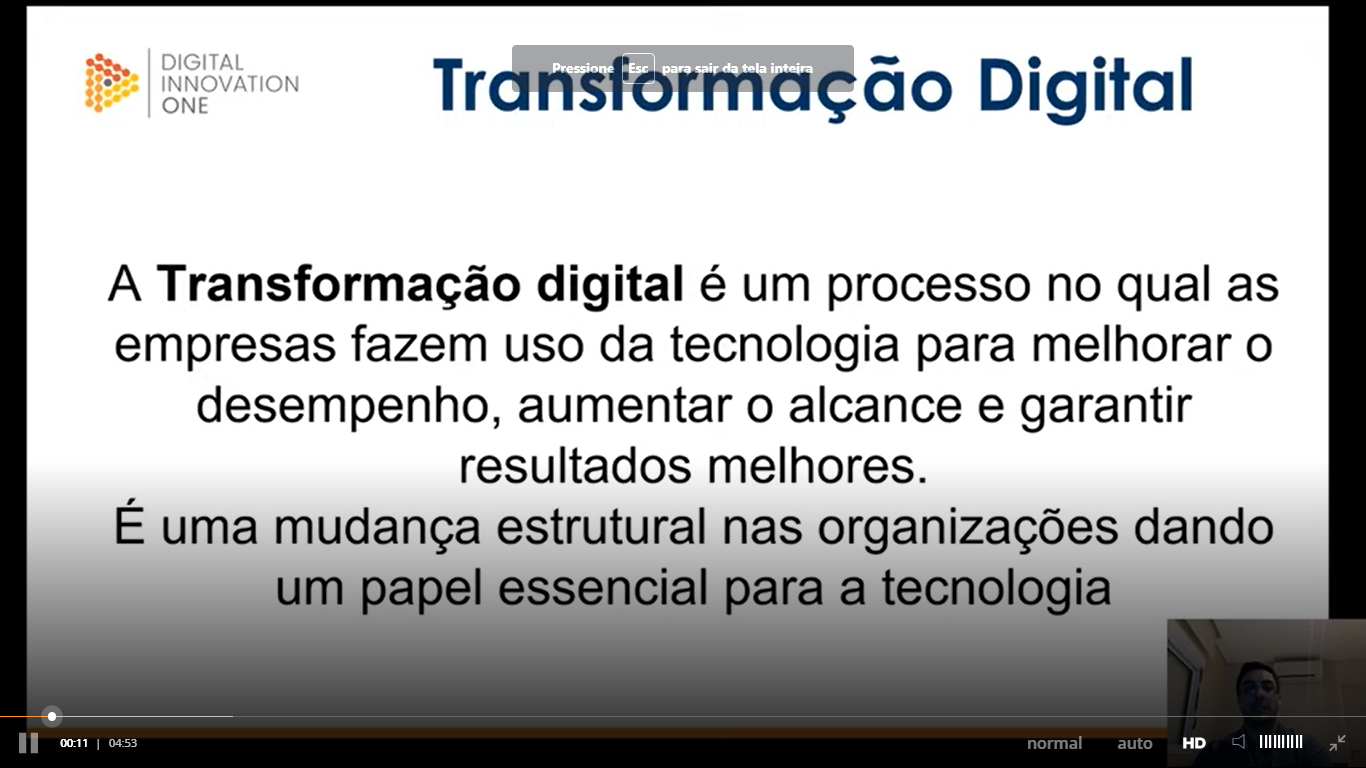 DIGITAL
INNOVATION
ONE
Transformação Digital
Pressione Esc para sair da tela inteira
A Transformação digital é um processo no qual as
empresas fazem uso da tecnologia para melhorar o
desempenho, aumentar o alcance e garantir
resultados melhores.
É uma mudança estrutural nas organizações dando
um papel essencial para a tecnologia
00:11 | 04:53
normal auto HD